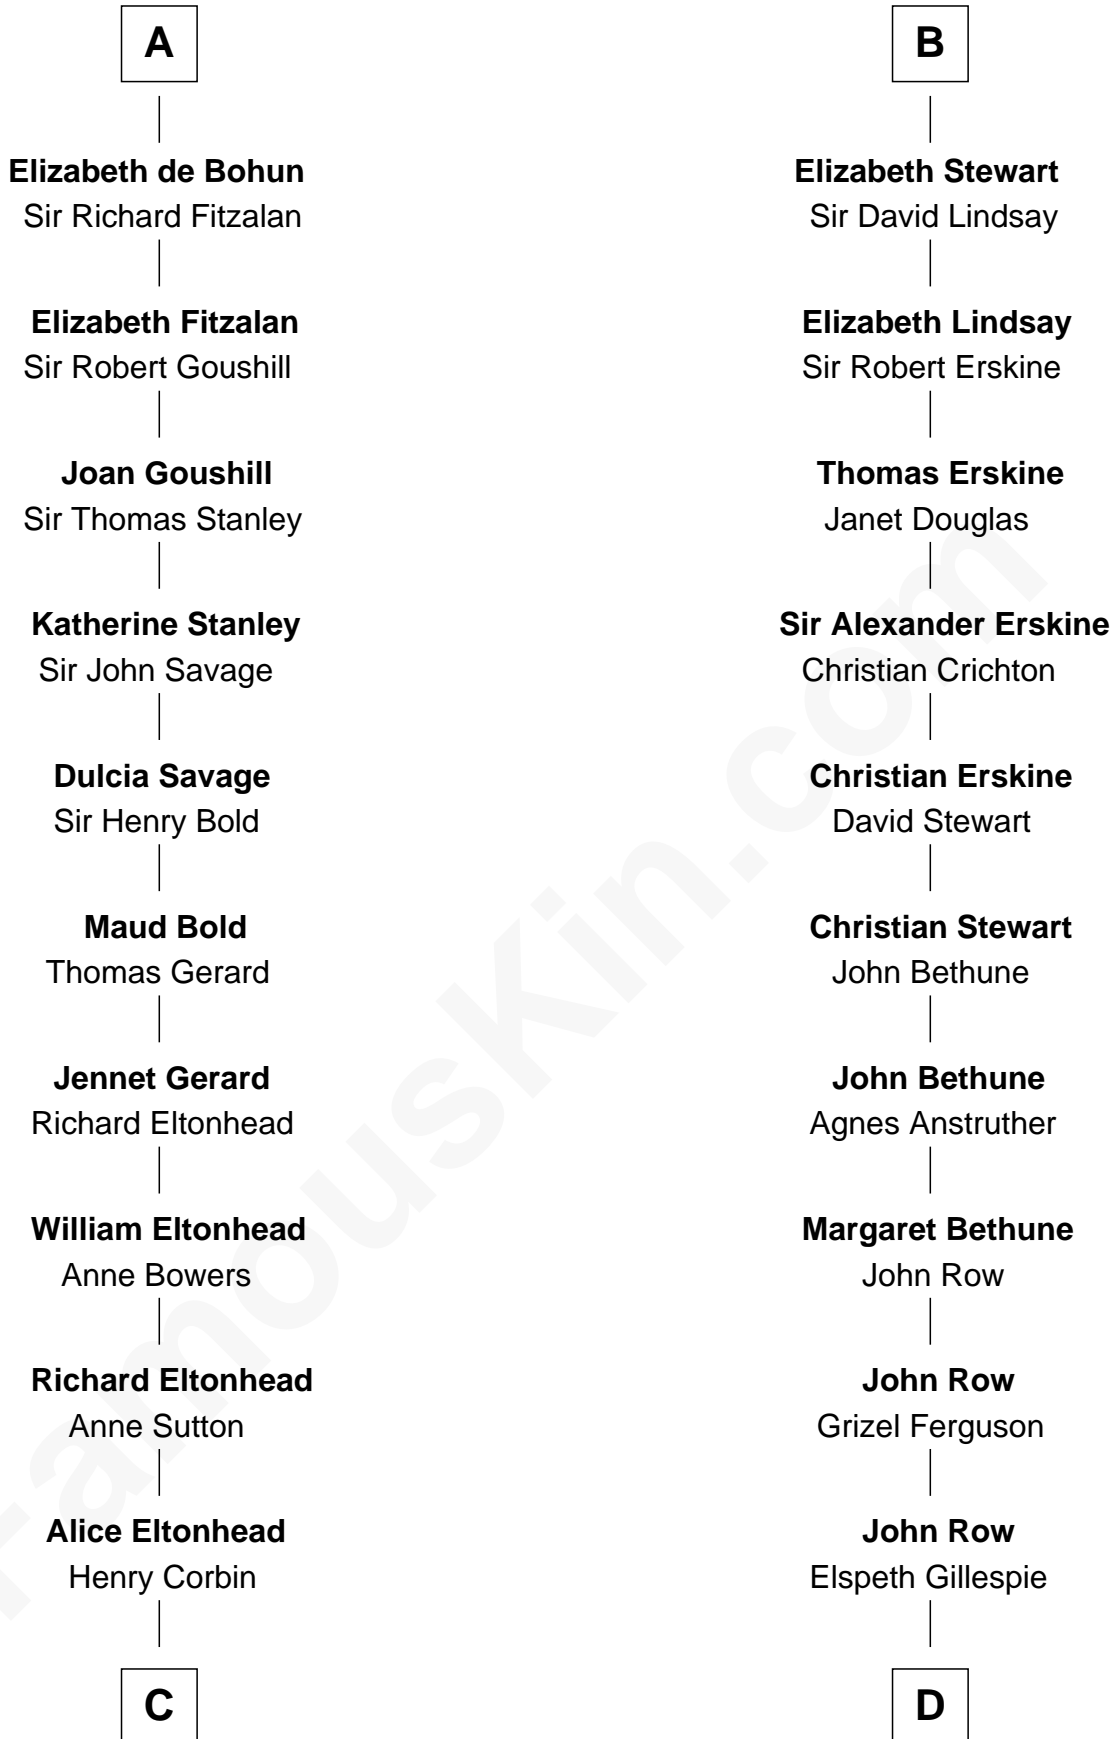 A
Elizabeth de Bohun
Sir Richard Fitzalan
Elizabeth Fitzalan
Sir Robert Goushill
Joan Goushill
Sir Thomas Stanley
Katherine Stanley
Sir John Savage
Dulcia Savage
Sir Henry Bold
Maud Bold
Thomas Gerard
Jennet Gerard
Richard Eltonhead
William Eltonhead
Anne Bowers
Richard Eltonhead
Anne Sutton
Alice Eltonhead
Henry Corbin
C
B
Elizabeth Stewart
Sir David Lindsay
Elizabeth Lindsay
Sir Robert Erskine
Thomas Erskine
Janet Douglas
Sir Alexander Erskine
Christian Crichton
Christian Erskine
David Stewart
Christian Stewart
John Bethune
John Bethune
Agnes Anstruther
Margaret Bethune
John Row
John Row
Grizel Ferguson
John Row
Elspeth Gillespie
D
FamousKin.com